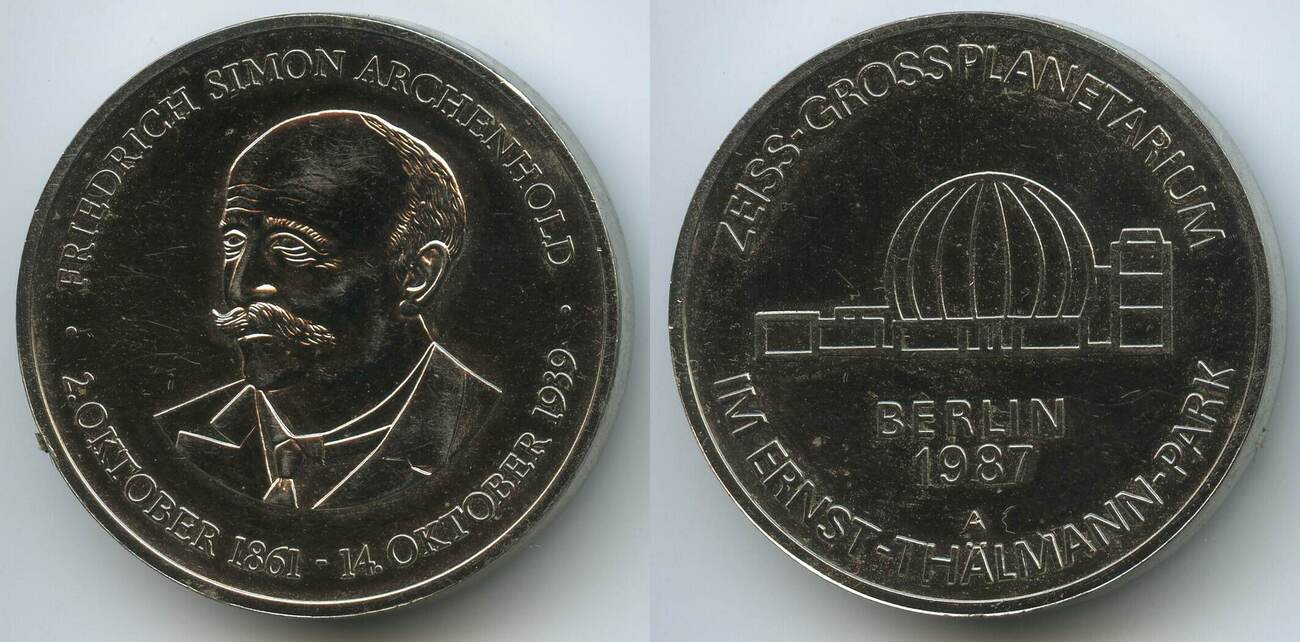 FRIEDRICH SIMON ARCHENHOLD
2. OKTOBER 1861 - 14. OKTOBER 1939
ZEISS-GROSSPLANETARIUM
BERLIN
1987
A
IM ERNST-THÄLMANN-PARK